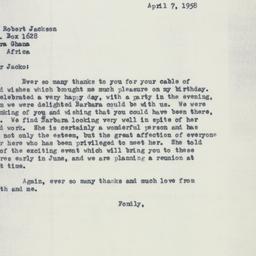 April 7, 1958
Robert Jackson
. Box 1628
ra Ghana
Africa
r Jacko:
Ever so many thanks to you for your cable of
d wishes which brought me much pleasure on my birthday.
celebrated a very happy day, with a party in the evening,
n we were delighted Barbara could be with us. We were
nking of you and wishing that you could have been there,
. We find Barbara looking very well in spite of her
d work. She is certainly a wonderful person and has
not only the esteem, but the great affection of everyone
r here who has been privileged to meet her. She told
of the exciting event which will bring you to these
res early in June, and we are planning a reunion at
t time.
Again, ever so many thanks and much love from
th and me.
Fondly,